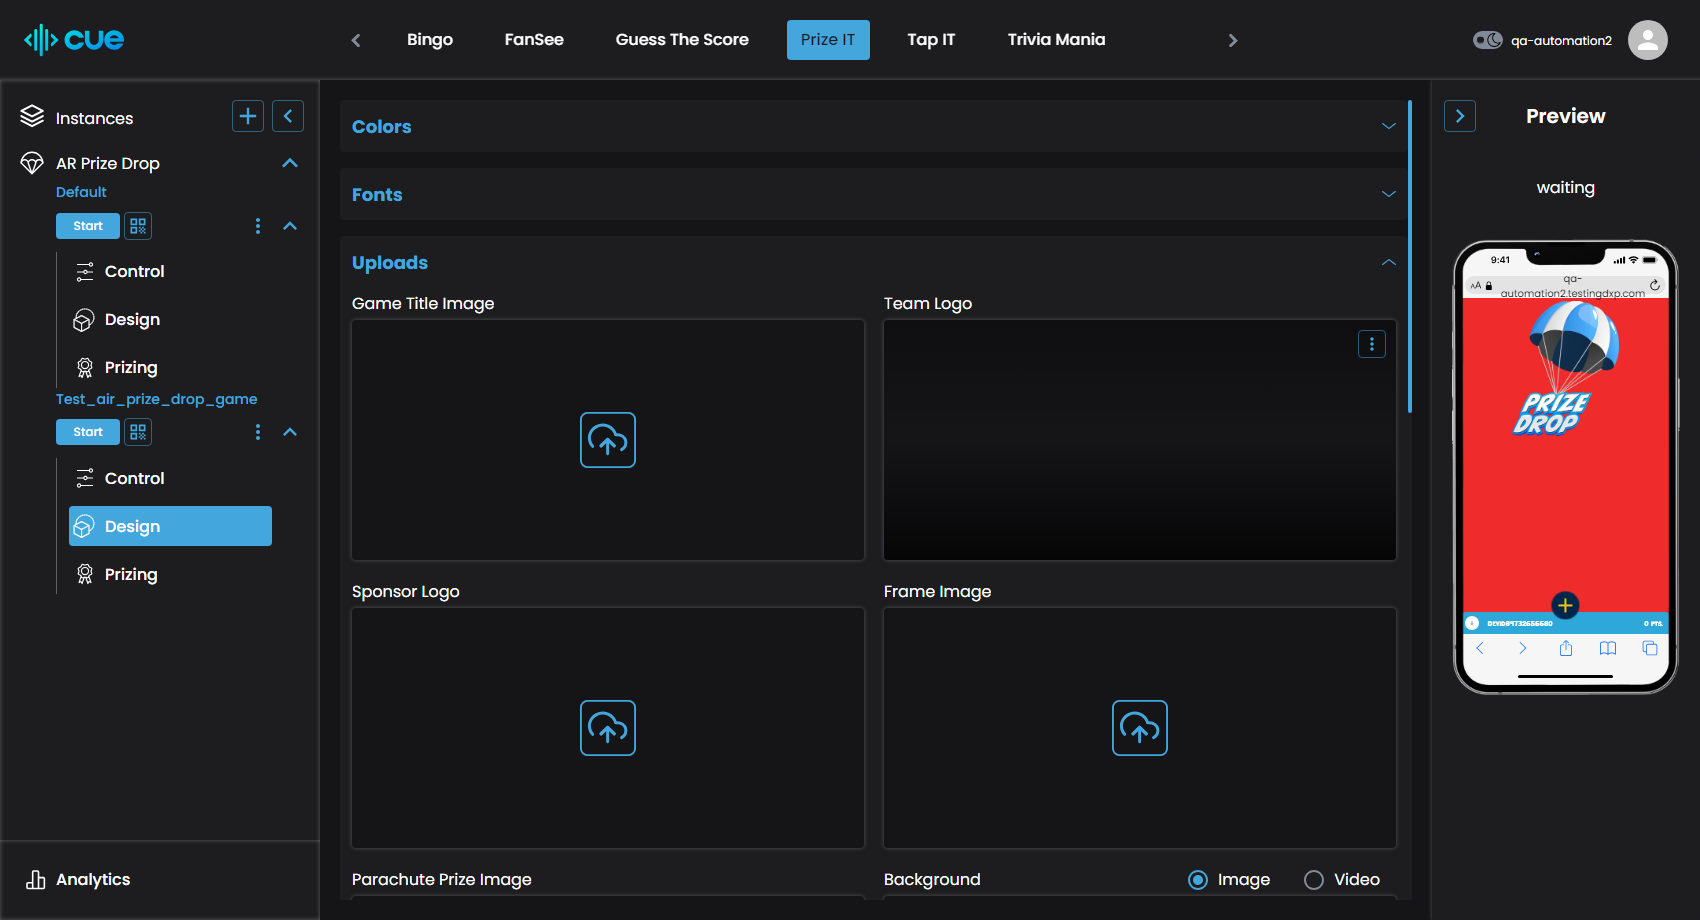 cue
Bingo
FanSee
Guess The Score
Prize IT
Tap IT
Trivia Mania
qa-automation2
Instances
AR Prize Drop
Default
Start
Control
Design
Prizing
Test_air_prize_drop_game
Start
Control
Design
Prizing
Analytics
Colors
Fonts
Uploads
Game Title Image
Team Logo
Sponsor Logo
Frame Image
Parachute Prize Image
Background
Image
Video
Preview
waiting
9:41
AA
qa-
automation2.testingdxp.com
PRIZE
DROP
0 PTS.